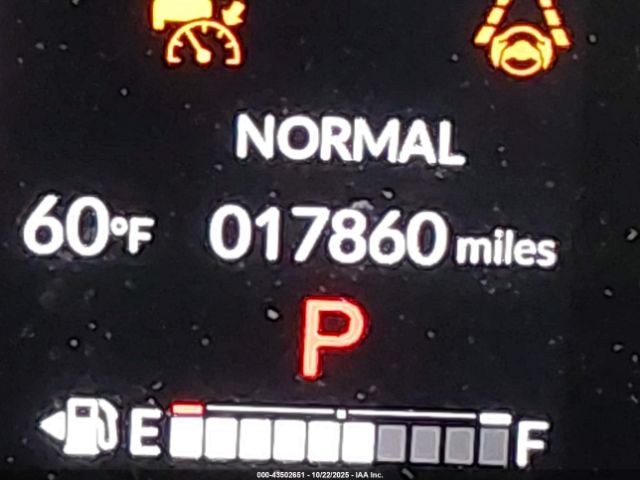 NORMAL
60°F 017860 miles
P
E F
000-43502651 - 10/22/2025 - IAA Inc.